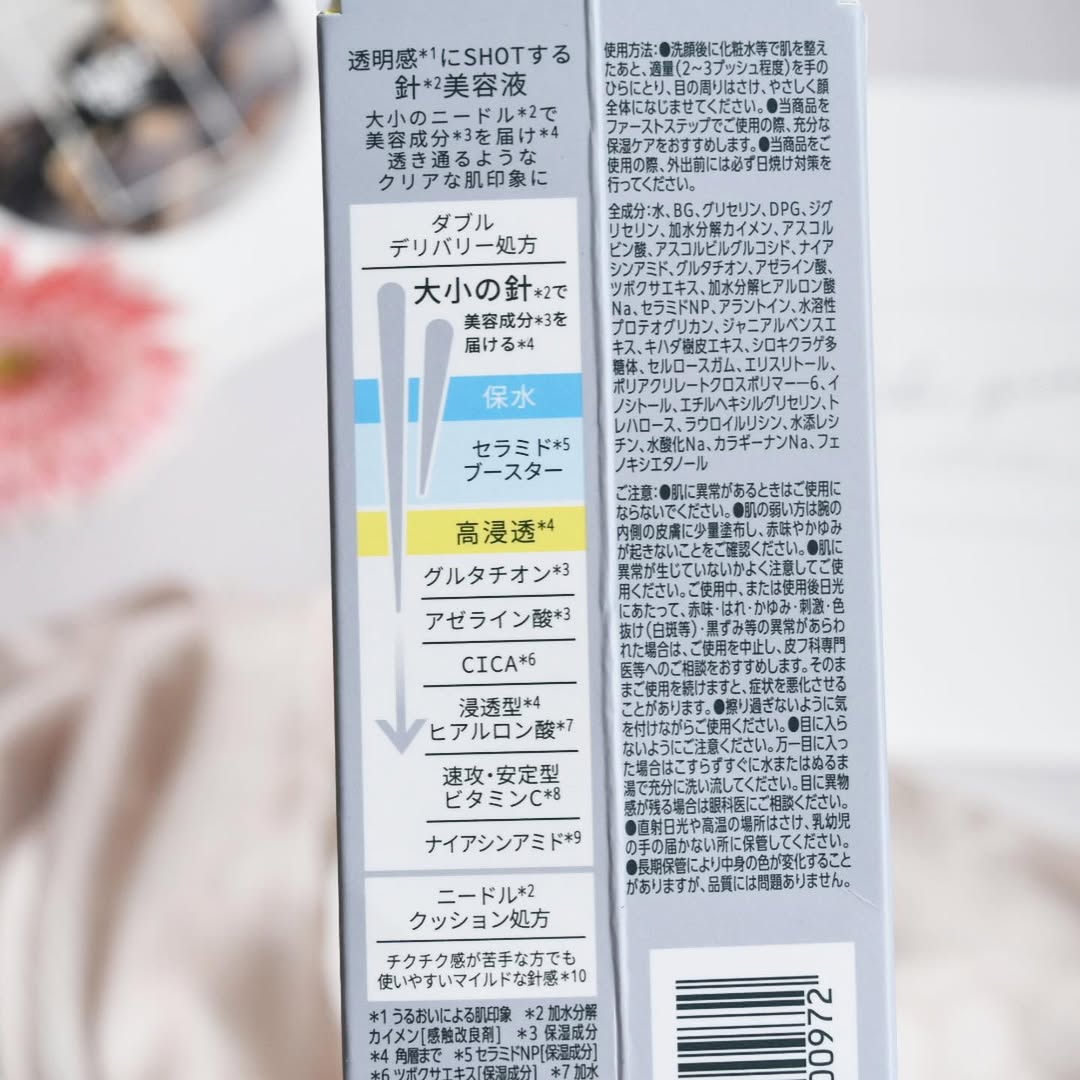 透明感*1にSHOTする
針*2美容液
大小のニードル*2で
美容成分*3を届け*4
透き通るような
クリアな肌印象に
ダブル
デリバリー処方
大小の針*2で
美容成分*3を
届ける*4
保水
セラミド*5
ブースター
高浸透*4
グルタチオン*3
アゼライン酸*3
CICA*6
浸透型*4
ヒアルロン酸*7
速攻・安定型
ビタミンC*8
ナイアシンアミド*9
ニードル*2
クッション処方
チクチク感が苦手な方でも
使いやすいマイルドな針感*10
*1 うるおいによる肌印象 *2 加水分解
カイメン[感触改良剤] *3 保湿成分
*4 角層まで *5 セラミドNP[保湿成分]
*6 ツボクサエキス[保湿成分] *7 加水
使用方法:●洗顔後に化粧水等で肌を整え
たあと、適量(2~3プッシュ程度)を手の
ひらにとり、目の周りはさけ、やさしく顔
全体になじませてください。●当商品を
ファーストステップでご使用の際、充分な
保湿ケアをおすすめします。●当商品をご
使用の際、外出前には必ず日焼け対策を
行ってください。
全成分:水、BG、グリセリン、DPG、ジグ
リセリン、加水分解カイメン、アスコル
ビン酸、アスコルビルグルコシド、ナイア
シンアミド、グルタチオン、アゼライン酸、
ツボクサエキス、加水分解ヒアルロン酸
Na、セラミドNP、アラントイン、水溶性
プロテオグリカン、ジャニアルベンスエ
キス、キハダ樹皮エキス、シロキクラゲ多
糖体、セルロースガム、エリスリトール、
ポリアクリレートクロスポリマー-6、イ
ノシトール、エチルヘキシルグリセリン、ト
レハロース、ラウロイルリシン、水添レシ
チン、水酸化Na、カラギーナンNa、フェ
ノキシエタノール
ご注意:●肌に異常があるときはご使用に
ならないでください。●肌の弱い方は腕の
内側の皮膚に少量塗布し、赤味やかゆみ
が起きないことをご確認ください。●肌に
異常が生じていないかよく注意してご使
用ください。ご使用中、または使用後日光
にあたって、赤味・はれ・かゆみ・刺激・色
抜け(白斑等)・黒ずみ等の異常があらわ
れた場合は、ご使用を中止し、皮フ科専門
医等へのご相談をおすすめします。そのま
まご使用を続けますと、症状を悪化させる
ことがあります。●擦り過ぎないように気
を付けながらご使用ください。●目に入ら
ないようにご注意ください。万一目に入っ
た場合はこすらずすぐに水またはぬるま
湯で充分に洗い流してください。目に異物
感が残る場合は眼科医にご相談ください。
●直射日光や高温の場所はさけ、乳幼児
の手の届かない所に保管してください。
●長期保管により中身の色が変化すること
がありますが、品質には問題ありません。
00972